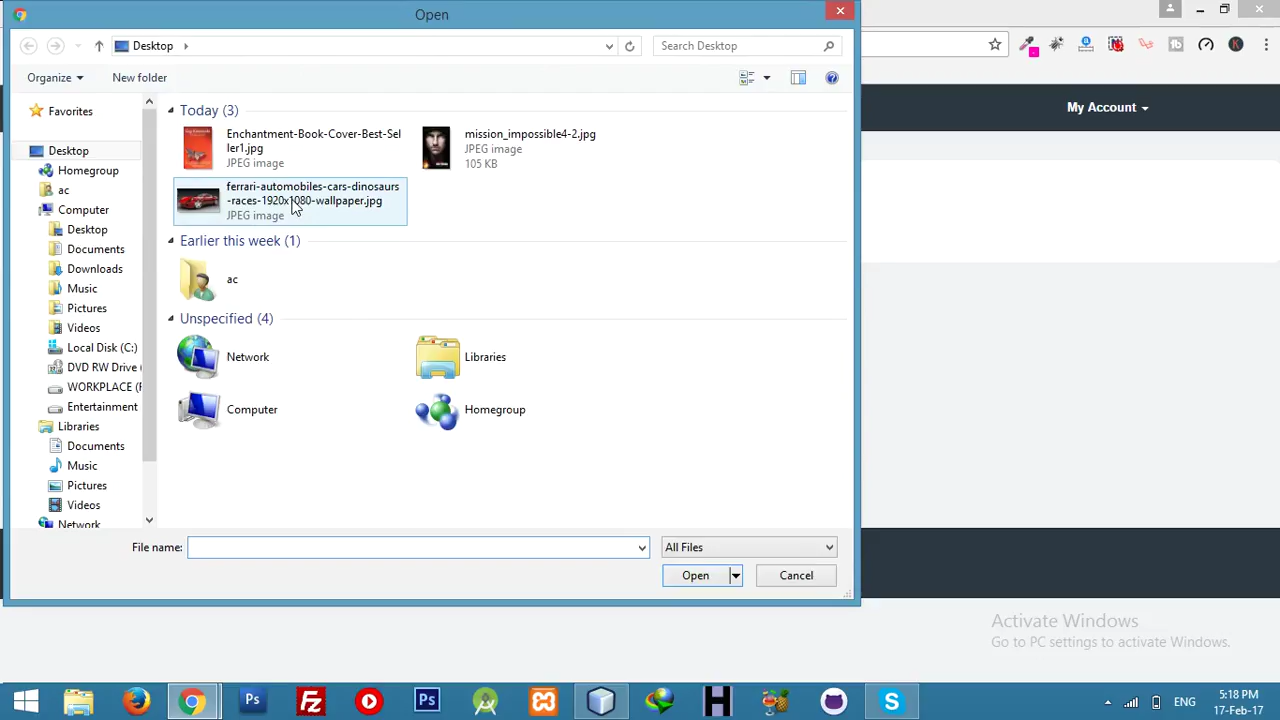 Open
Desktop
Search Desktop
Organize
New folder
My Account
Favorites
Desktop
Homegroup
ac
Computer
Desktop
Documents
Downloads
Music
Pictures
Videos
Local Disk (C:)
DVD RW Drive (
WORKPLACE (F
Entertainment
Libraries
Documents
Music
Pictures
Videos
Network
Today (3)
Enchantment-Book-Cover-Best-Sel
ler1.jpg
JPEG image
mission_impossible4-2.jpg
JPEG image
105 KB
ferrari-automobiles-cars-dinosaurs
-races-1920x1080-wallpaper.jpg
JPEG image
Earlier this week (1)
ac
Unspecified (4)
Network
Libraries
Computer
Homegroup
File name:
All Files
Open
Cancel
Activate Windows
Go to PC settings to activate Windows.
ENG
5:18 PM
17-Feb-17